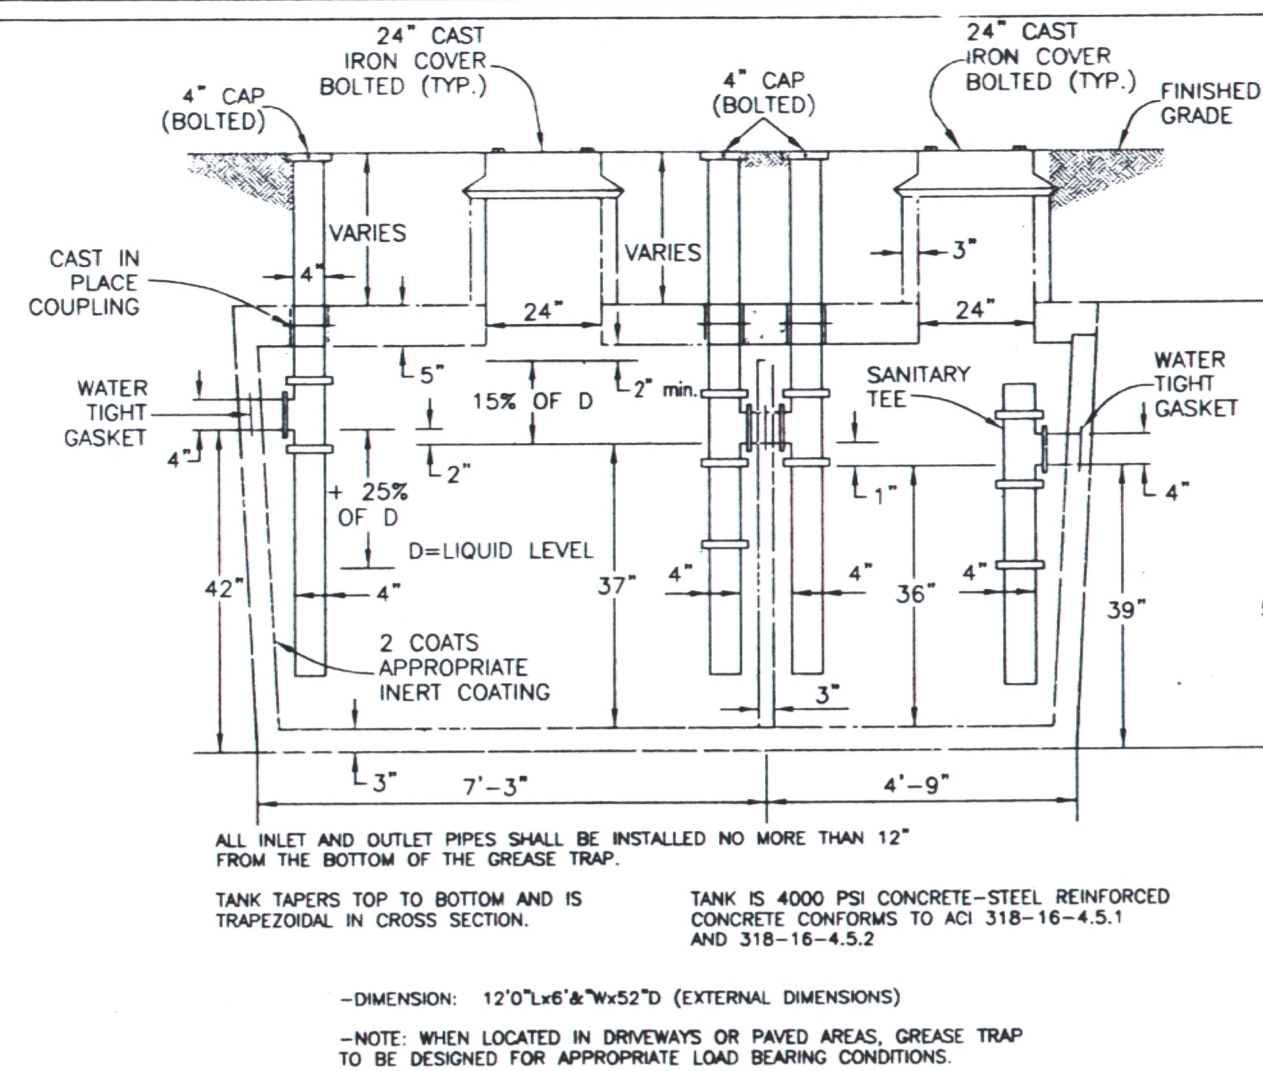 24" CAST
IRON COVER
BOLTED (TYP.)
24" CAST
IRON COVER
BOLTED (TYP.)
4" CAP
(BOLTED)
4" CAP
(BOLTED)
FINISHED
GRADE
VARIES
VARIES
3"
CAST IN
PLACE
COUPLING
4"
24"
24"
5"
2" min.
15% OF D
SANITARY
TEE
WATER
TIGHT
GASKET
WATER
TIGHT
GASKET
4"
2"
1"
4"
+ 25%
OF D
D=LIQUID LEVEL
42"
4"
37"
4"
4"
36"
4"
39"
2 COATS
APPROPRIATE
INERT COATING
3"
3"
7'-3"
4'-9"
ALL INLET AND OUTLET PIPES SHALL BE INSTALLED NO MORE THAN 12"
FROM THE BOTTOM OF THE GREASE TRAP.
TANK TAPERS TOP TO BOTTOM AND IS
TRAPEZOIDAL IN CROSS SECTION.
TANK IS 4000 PSI CONCRETE-STEEL REINFORCED
CONCRETE CONFORMS TO ACI 318-16-4.5.1
AND 318-16-4.5.2
-DIMENSION: 12'0"Lx6'&"Wx52"D (EXTERNAL DIMENSIONS)
-NOTE: WHEN LOCATED IN DRIVEWAYS OR PAVED AREAS, GREASE TRAP
TO BE DESIGNED FOR APPROPRIATE LOAD BEARING CONDITIONS.